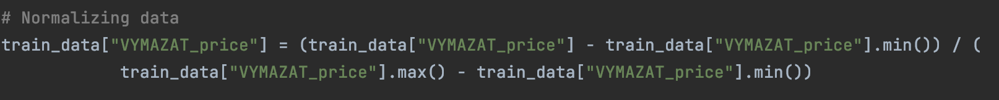 # Normalizing data
train_data["VYMAZAT_price"] = (train_data["VYMAZAT_price"] - train_data["VYMAZAT_price"].min()) / (
train_data["VYMAZAT_price"].max() - train_data["VYMAZAT_price"].min())